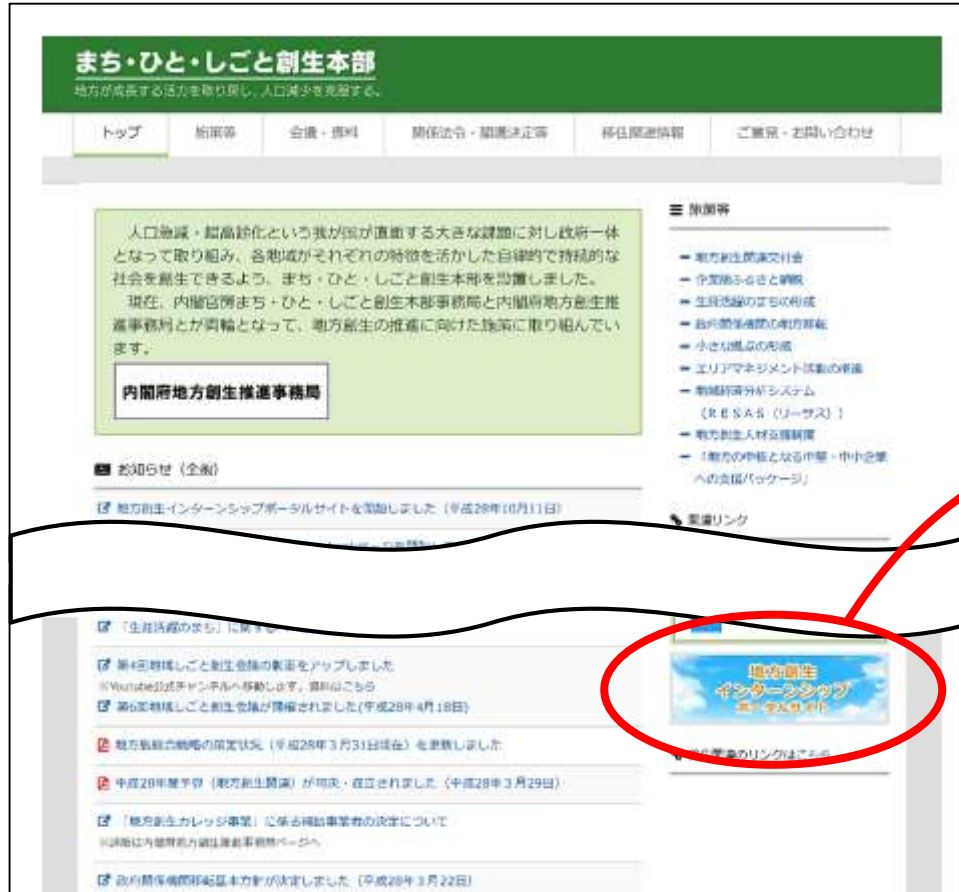 まち・ひと・しごと創生本部
地方が成長する活力を取り戻し、人口減少を克服する。
トップ
施策等
会議・資料
関係法令・閣議決定等
移住関連情報
ご意見・お問い合わせ
人口急減・超高齢化という我が国が直面する大きな課題に対し政府一体
となって取り組み、各地域がそれぞれの特徴を活かした自律的で持続的な
社会を創生できるよう、まち・ひと・しごと創生本部を設置しました。
現在、内閣官房まち・ひと・しごと創生本部事務局と内閣府地方創生推
進事務局とが両輪となって、地方創生の推進に向けた施策に取り組んでい
ます。
内閣府地方創生推進事務局
お知らせ（全般）
地方創生インターンシップポータルサイトを開設しました（平成28年10月11日）
「生涯活躍のまち」に関する
第4回地域しごと創生会議の動画をアップしました
※Youtube公式チャンネルへ移動します。資料はこちら
第6回地域しごと創生会議が開催されました(平成28年4月18日)
地方版総合戦略の策定状況（平成28年3月31日現在）を更新しました
平成28年度予算（地方創生関連）が可決・成立されました（平成28年3月29日）
「地方創生カレッジ事業」に係る補助事業者の決定について
※詳細は内閣府地方創生推進事務局ページへ
政府関係機関移転基本方針が決定しました（平成28年3月22日）
施策等
地方創生関連交付金
企業版ふるさと納税
生涯活躍のまちの形成
政府関係機関の地方移転
小さな拠点の形成
エリアマネジメント活動の推進
地域経済分析システム
（RESAS（リーサス））
地方創生人材支援制度
「地方の中核となる中堅・中小企業
への支援パッケージ」
関連リンク
地方創生
インターンシップ
ポータルサイト
関連のリンクはこちら